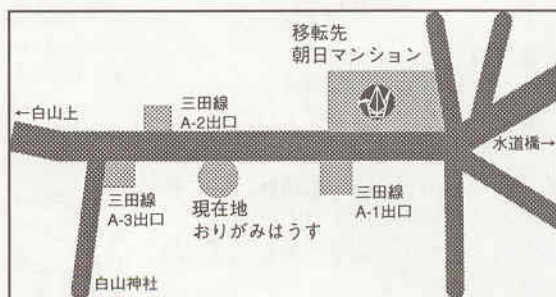 移転先
朝日マンション
←白山上
三田線
A-2出口
水道橋→
三田線
A-3出口
現在地
おりがみはうす
三田線
A-1出口
白山神社